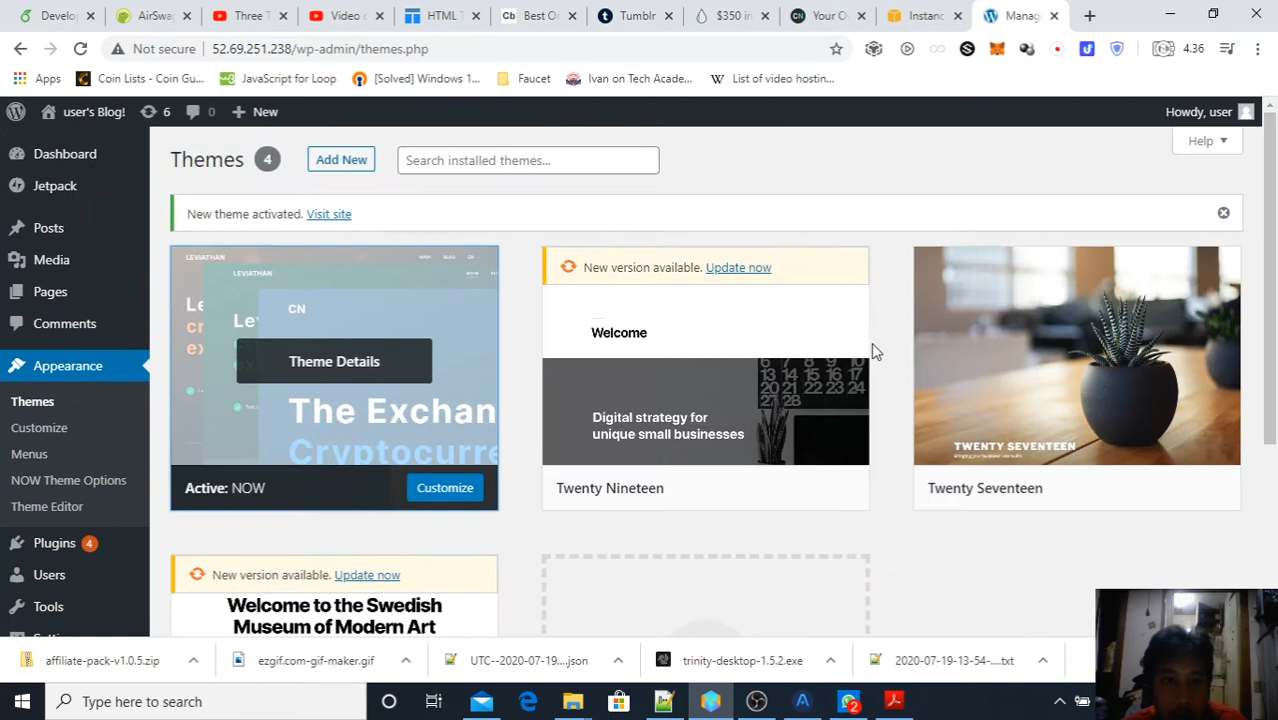 Develo
AirSwap
Three T
Video c
HTML T
Best On
Tumblr
$350 in
Your Ov
Instanc
Manag
Not secure
52.69.251.238/wp-admin/themes.php
4.36
Apps
Coin Lists - Coin Gu...
JavaScript for Loop
[Solved] Windows 1...
Faucet
Ivan on Tech Acade...
List of video hostin...
user's Blog!
6
0
New
Howdy, user
Dashboard
Jetpack
Posts
Media
Pages
Comments
Appearance
Themes
Customize
Menus
NOW Theme Options
Theme Editor
Plugins 4
Users
Tools
Themes 4
Add New
Search installed themes...
Help
New theme activated. Visit site
LEVIATHAN
LEVIATHAN
CN
Theme Details
The Exchan
Cryptocurre
Active: NOW
Customize
New version available. Update now
Welcome
Digital strategy for
unique small businesses
Twenty Nineteen
TWENTY SEVENTEEN
Twenty Seventeen
New version available. Update now
Welcome to the Swedish
Museum of Modern Art
affiliate-pack-v1.0.5.zip
ezgif.com-gif-maker.gif
UTC--2020-07-19....json
trinity-desktop-1.5.2.exe
2020-07-19-13-54-....txt
Type here to search
2